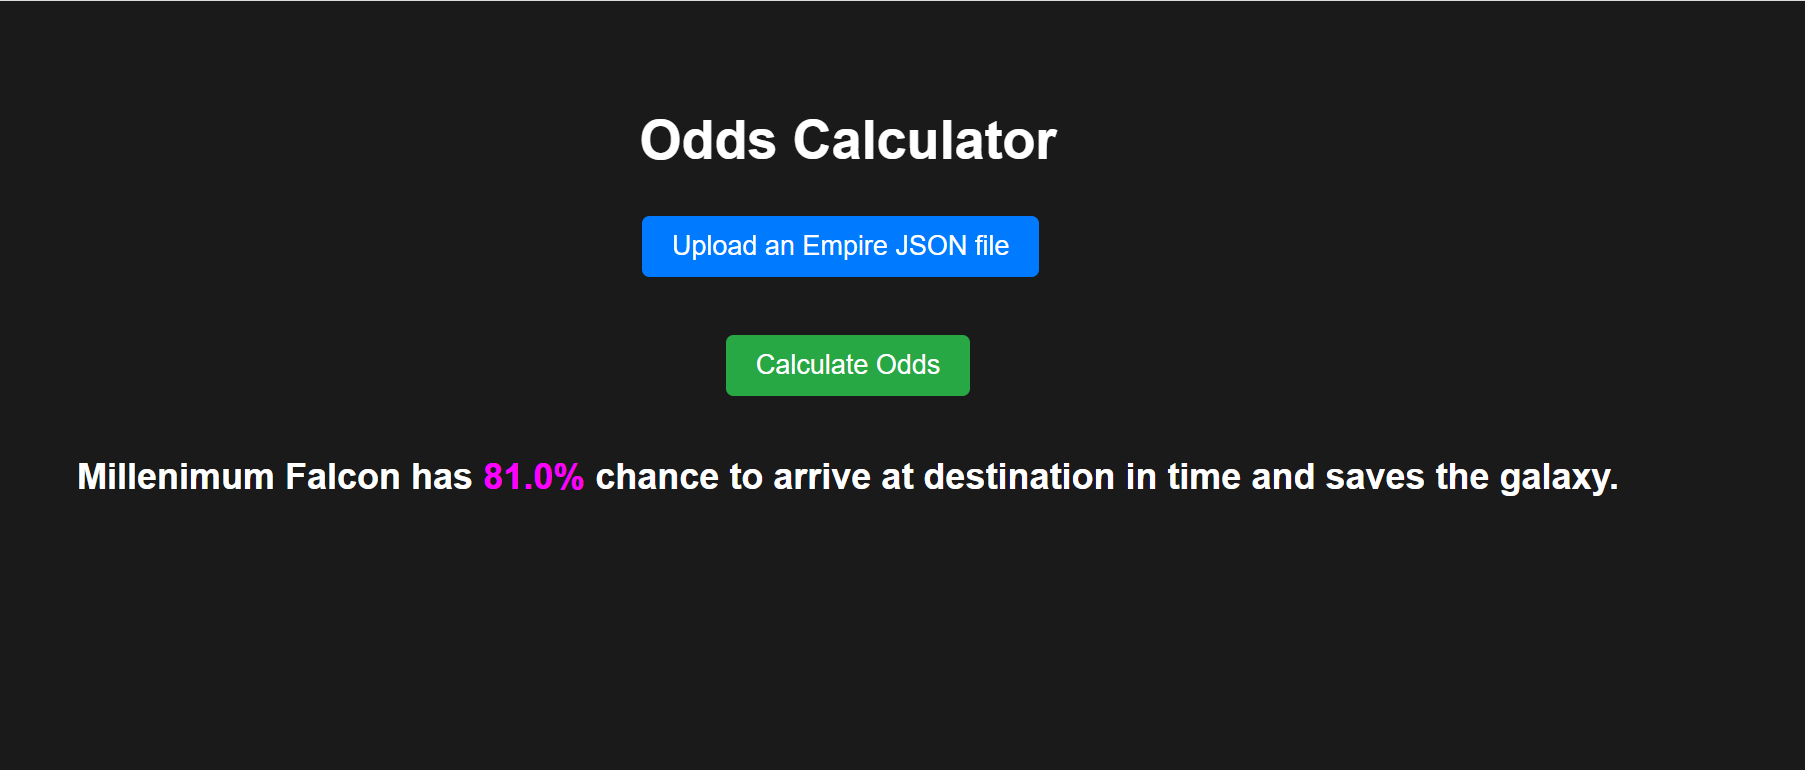 Odds Calculator
Upload an Empire JSON file
Calculate Odds
Millenimum Falcon has 81.0% chance to arrive at destination in time and saves the galaxy.